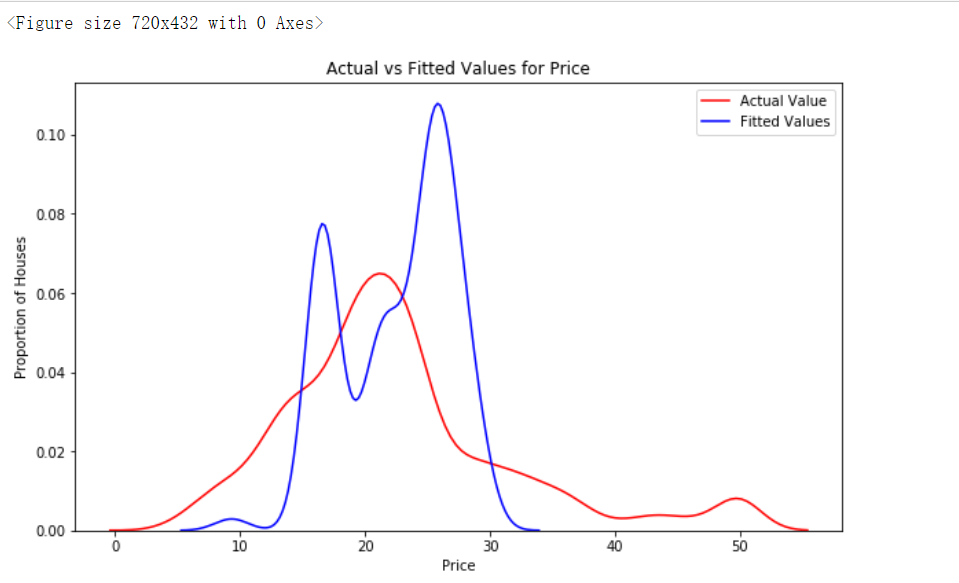 <Figure size 720x432 with 0 Axes>
Actual vs Fitted Values for Price
Actual Value
Fitted Values
Proportion of Houses
0.10
0.08
0.06
0.04
0.02
0.00
0 10 20 30 40 50
Price